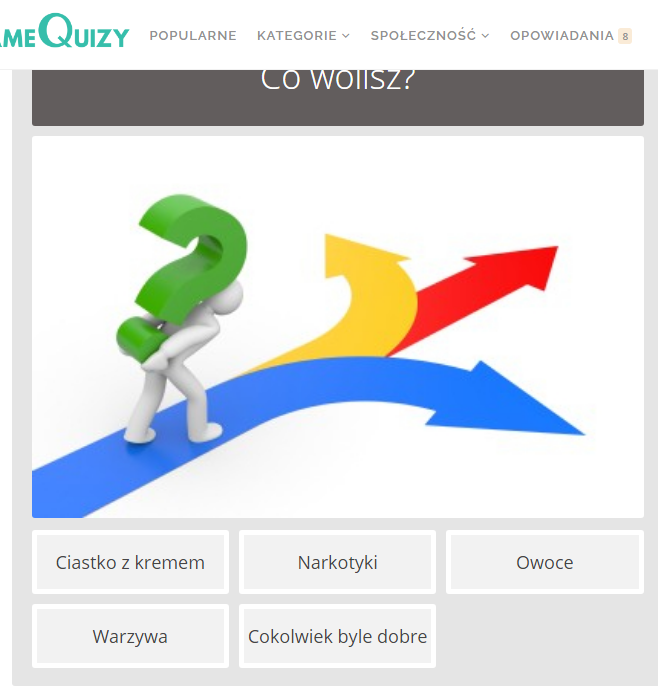 AMEQUIZY POPULARNE KATEGORIE SPOŁECZNOŚĆ OPOWIADANIA 8
Co wolisz?
Ciastko z kremem Narkotyki Owoce
Warzywa Cokolwiek byle dobre